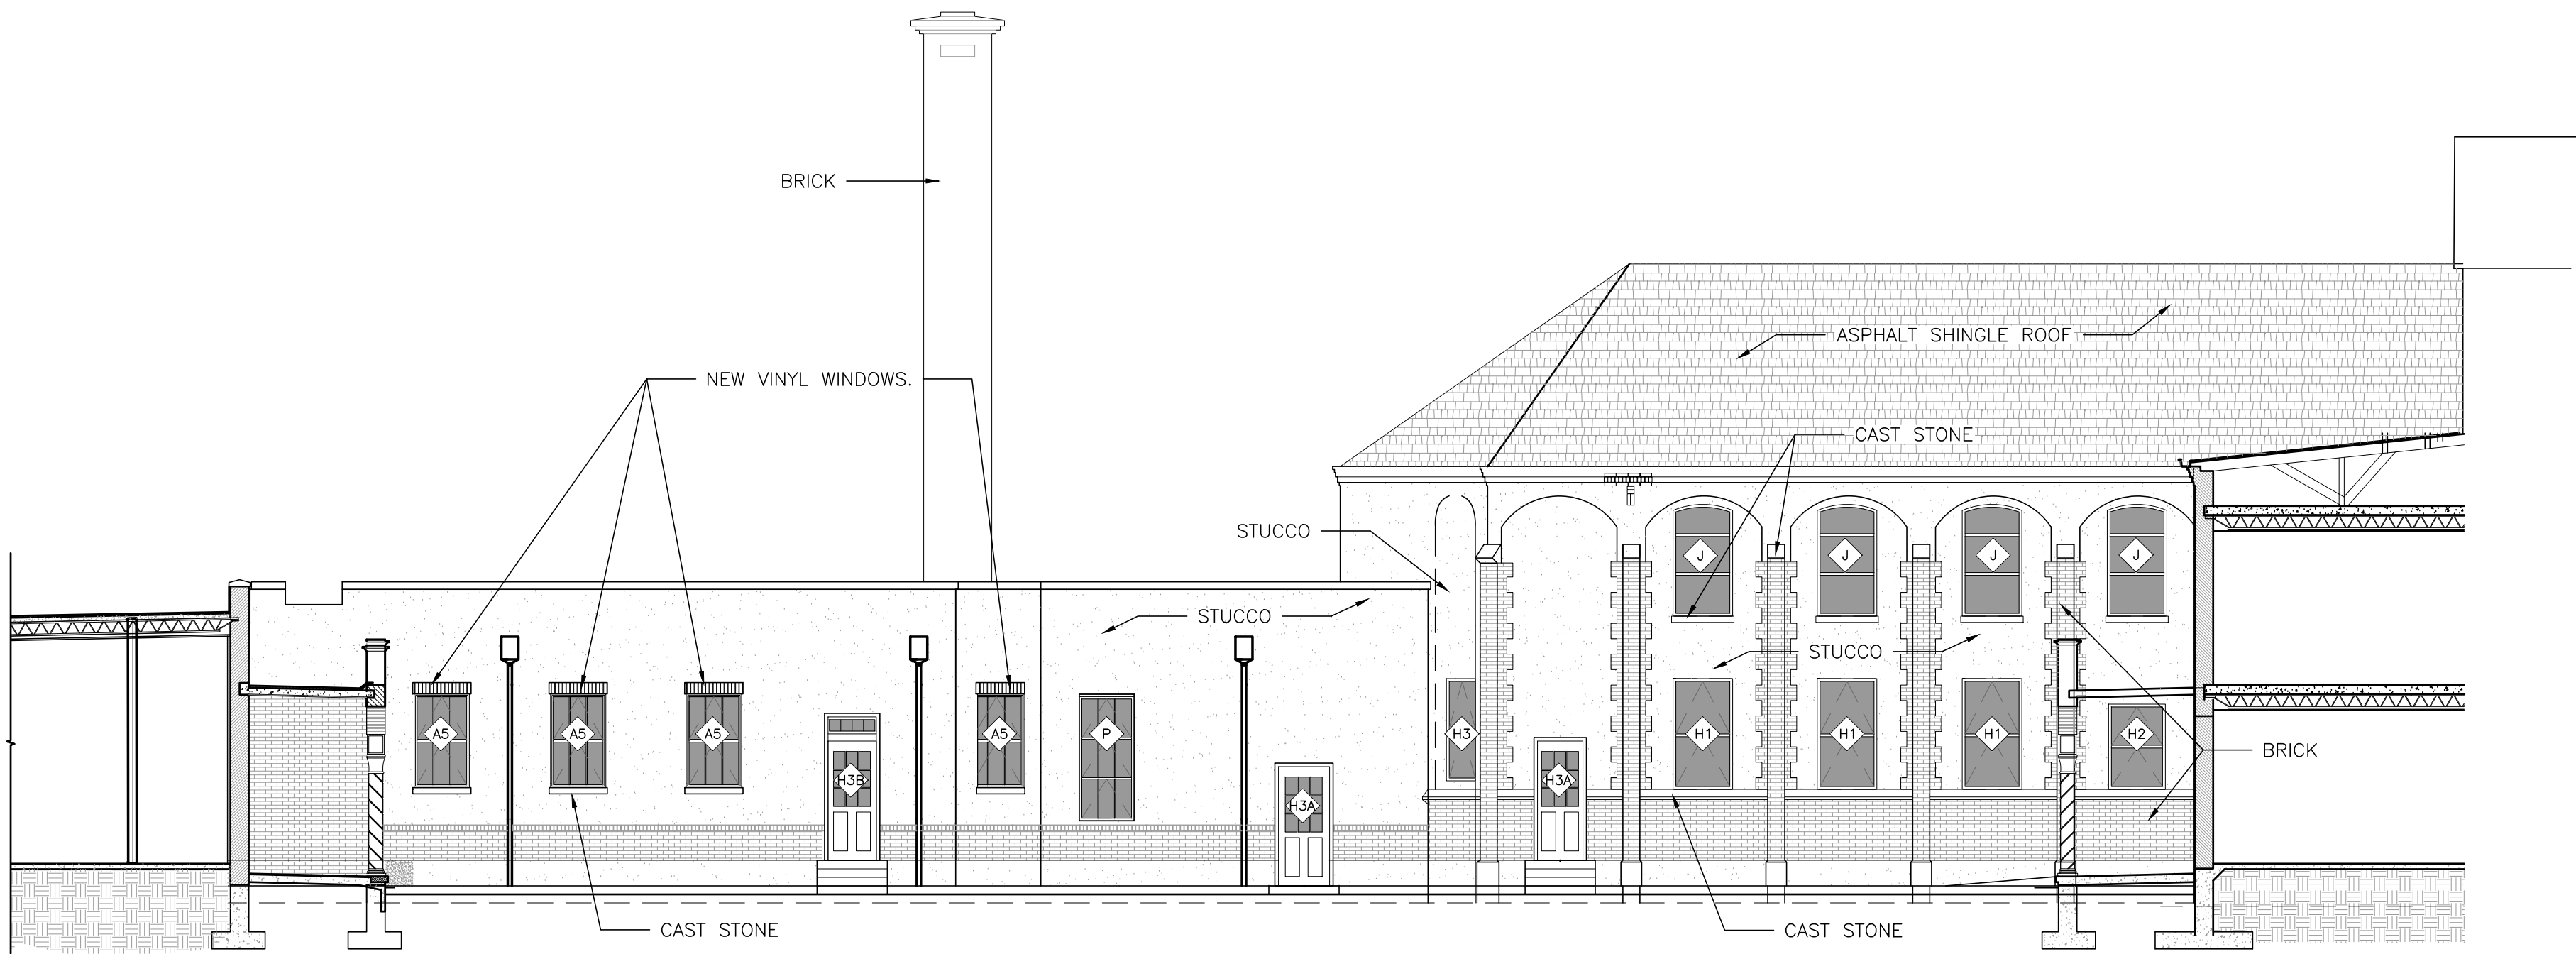 BRICK
ASPHALT SHINGLE ROOF
NEW VINYL WINDOWS.
CAST STONE
STUCCO
J
J
J
J
STUCCO
STUCCO
A5
A5
A5
A5
P
H3
H1
H1
H1
H2
BRICK
H3B
H3A
H3A
CAST STONE
CAST STONE